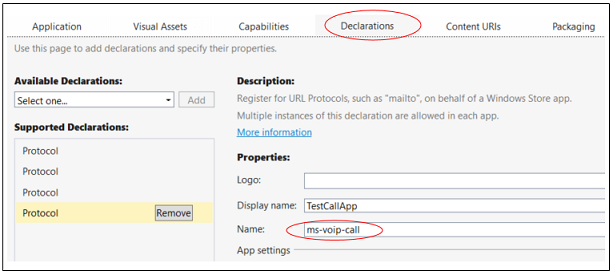 Application Visual Assets Capabilities Declarations Content URIs Packaging
Use this page to add declarations and specify their properties.
Available Declarations:
Select one... Add
Supported Declarations:
Protocol
Protocol
Protocol
Protocol Remove
Description:
Register for URL Protocols, such as "mailto", on behalf of a Windows Store app.
Multiple instances of this declaration are allowed in each app.
More information
Properties:
Logo:
Display name: TestCallApp
Name: ms-voip-call
App settings